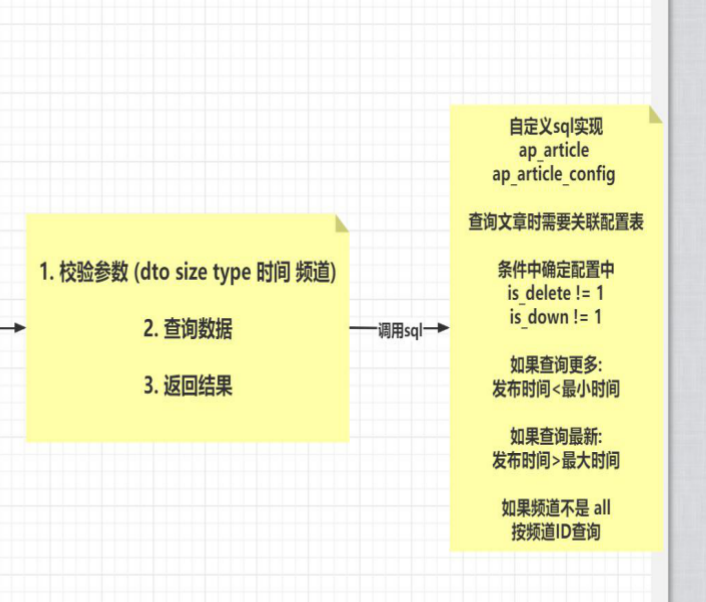 1. 校验参数 (dto size type 时间 频道)
2. 查询数据
3. 返回结果
调用sql
自定义sql实现
ap_article
ap_article_config
查询文章时需要关联配置表
条件中确定配置中
is_delete != 1
is_down != 1
如果查询更多:
发布时间<最小时间
如果查询最新:
发布时间>最大时间
如果频道不是 all
按频道ID查询